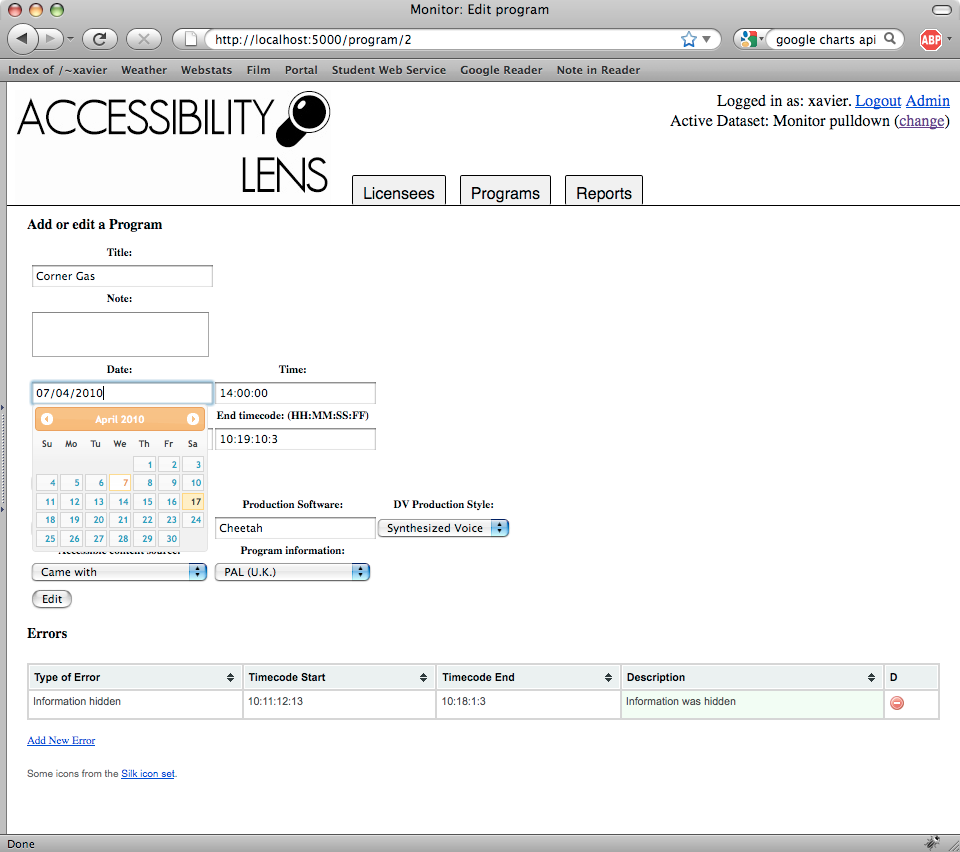 Monitor: Edit program
http://localhost:5000/program/2
google charts api
ABP
Index of /~xavier Weather Webstats Film Portal Student Web Service Google Reader Note in Reader
ACCESSIBILITY
LENS
Logged in as: xavier. Logout Admin
Active Dataset: Monitor pulldown (change)
Licensees Programs Reports
Add or edit a Program
Title:
Corner Gas
Note:
Date: Time:
07/04/2010 14:00:00
April 2010
End timecode: (HH:MM:SS:FF)
10:19:10:3
Su Mo Tu We Th Fr Sa
1 2 3
4 5 6 7 8 9 10
11 12 13 14 15 16 17
18 19 20 21 22 23 24
25 26 27 28 29 30
Production Software: DV Production Style:
Cheetah Synthesized Voice
Accessible content source: Program information:
Came with PAL (U.K.)
Edit
Errors
Type of Error Timecode Start Timecode End Description D
Information hidden 10:11:12:13 10:18:1:3 Information was hidden
Add New Error
Some icons from the Silk icon set.
Done